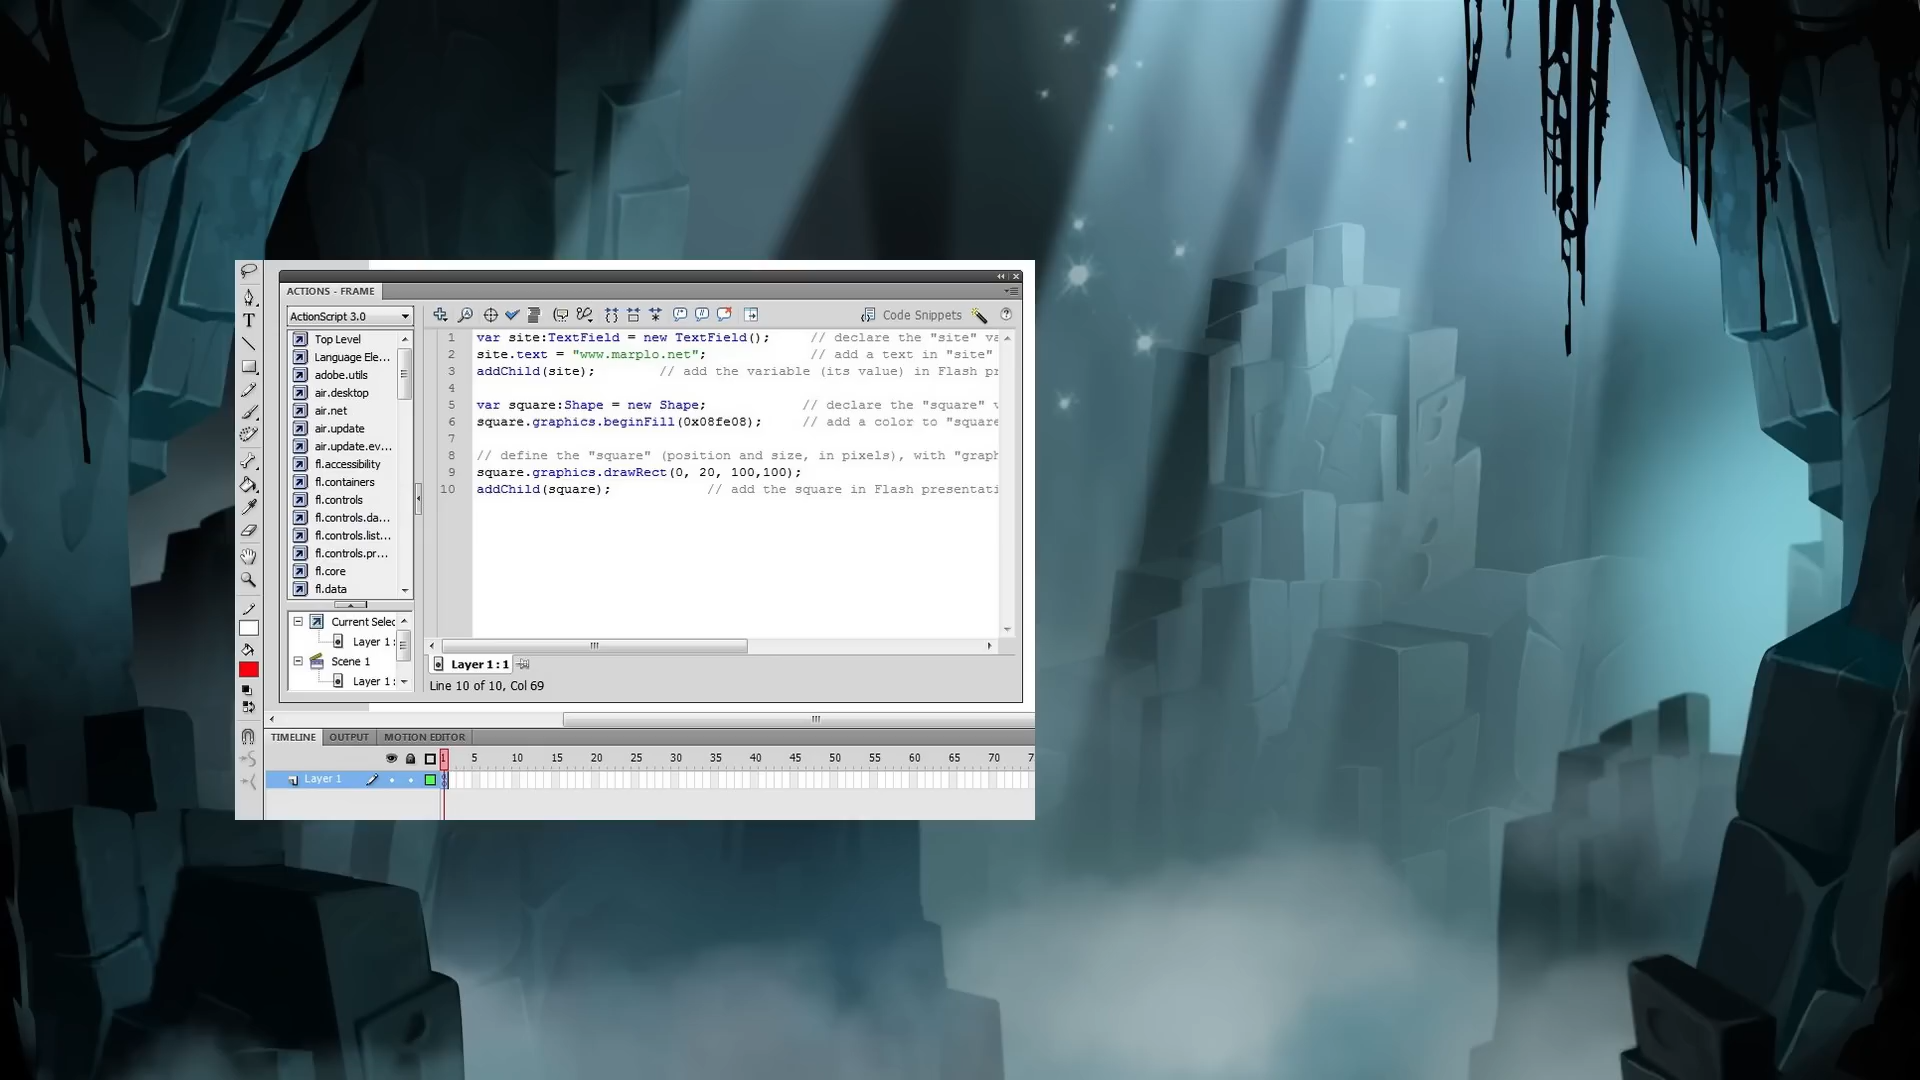 ACTIONS - FRAME
ActionScript 3.0
Code Snippets
Top Level
Language Ele...
adobe.utils
air.desktop
air.net
air.update
air.update.ev...
fl.accessibility
fl.containers
fl.controls
fl.controls.da...
fl.controls.list...
fl.controls.pr...
fl.core
fl.data
Current Selec
Layer 1 :
Scene 1
Layer 1 :
1 var site:TextField = new TextField(); // declare the "site" va
2 site.text = "www.marplo.net"; // add a text in "site"
3 addChild(site); // add the variable (its value) in Flash pr
4
5 var square:Shape = new Shape; // declare the "square" v
6 square.graphics.beginFill(0x08fe08); // add a color to "square
7
8 // define the "square" (position and size, in pixels), with "graph
9 square.graphics.drawRect(0, 20, 100,100);
10 addChild(square); // add the square in Flash presentati
Layer 1 : 1
Line 10 of 10, Col 69
TIMELINE OUTPUT MOTION EDITOR
1 5 10 15 20 25 30 35 40 45 50 55 60 65 70 7
Layer 1